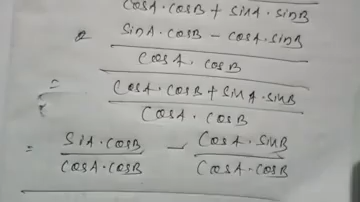 CosA · CosB + SinA · SinB
SinA · CosB - CosA · SinB
CosA · CosB
=
CosA · CosB + SinA · SinB
CosA · CosB
= SiA · CosB - CosA · SinB
CosA · CosB CosA · CosB